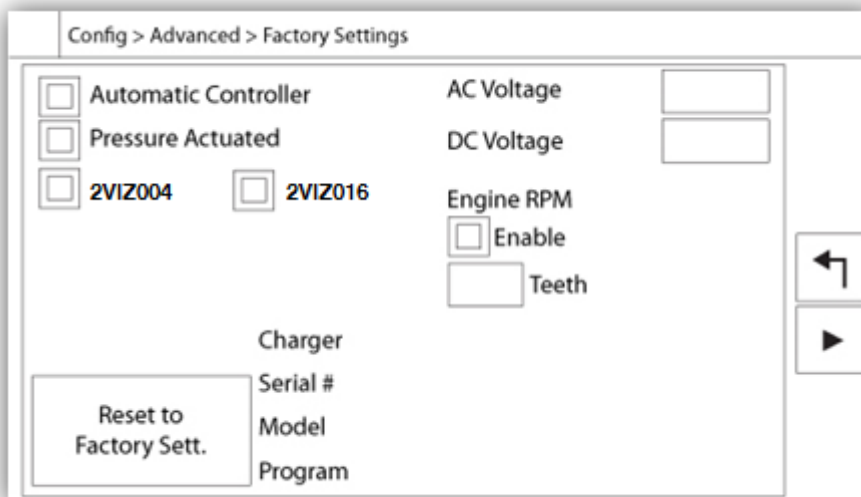 Config > Advanced > Factory Settings
Automatic Controller
Pressure Actuated
2VIZ004 2VIZ016
AC Voltage
DC Voltage
Engine RPM
Enable
Teeth
Charger
Serial #
Model
Program
Reset to
Factory Sett.